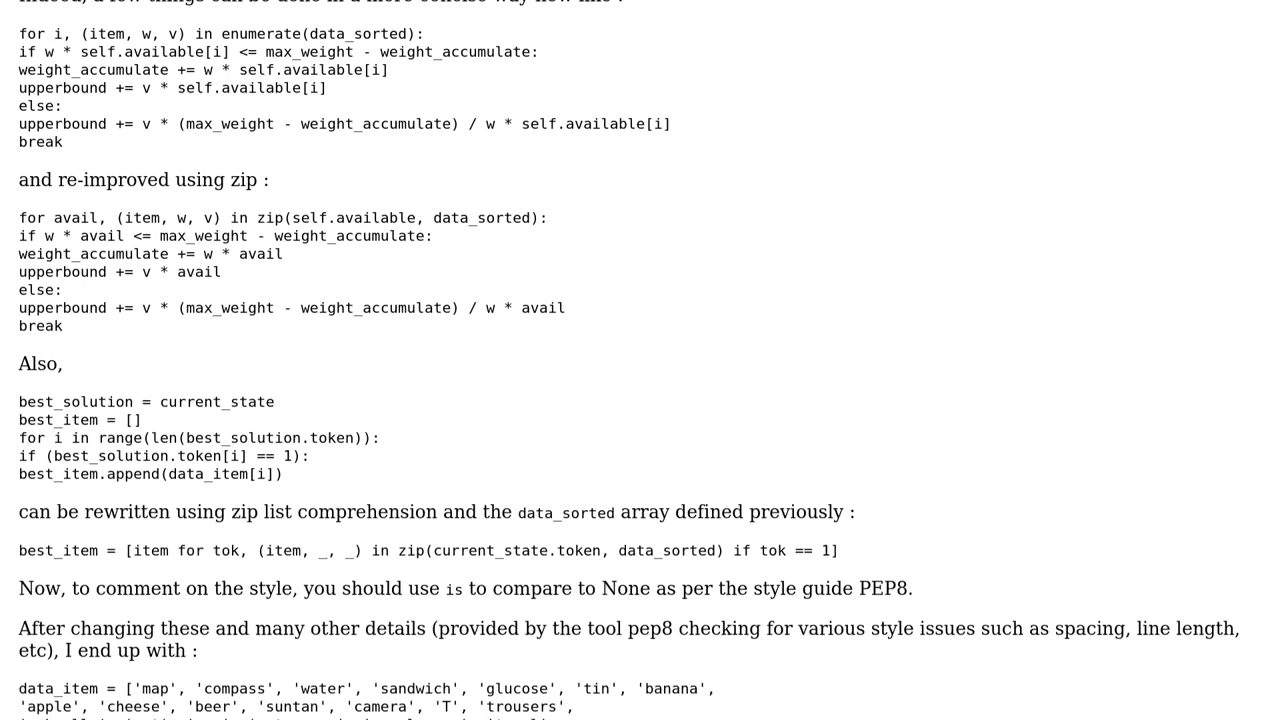 for i, (item, w, v) in enumerate(data_sorted):
if w * self.available[i] <= max_weight - weight_accumulate:
weight_accumulate += w * self.available[i]
upperbound += v * self.available[i]
else:
upperbound += v * (max_weight - weight_accumulate) / w * self.available[i]
break
and re-improved using zip :
for avail, (item, w, v) in zip(self.available, data_sorted):
if w * avail <= max_weight - weight_accumulate:
weight_accumulate += w * avail
upperbound += v * avail
else:
upperbound += v * (max_weight - weight_accumulate) / w * avail
break
Also,
best_solution = current_state
best_item = []
for i in range(len(best_solution.token)):
if (best_solution.token[i] == 1):
best_item.append(data_item[i])
can be rewritten using zip list comprehension and the data_sorted array defined previously :
best_item = [item for tok, (item, _, _) in zip(current_state.token, data_sorted) if tok == 1]
Now, to comment on the style, you should use is to compare to None as per the style guide PEP8.
After changing these and many other details (provided by the tool pep8 checking for various style issues such as spacing, line length,
etc), I end up with :
data_item = ['map', 'compass', 'water', 'sandwich', 'glucose', 'tin', 'banana',
'apple', 'cheese', 'beer', 'suntan', 'camera', 'T', 'trousers',